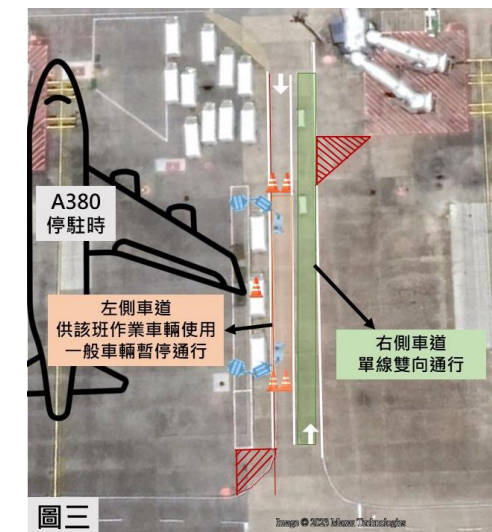 A380
停駐時
左側車道
供該班作業車輛使用
一般車輛暫停通行
右側車道
單線雙向通行
圖三
Image © 2023 Maxar Technologies